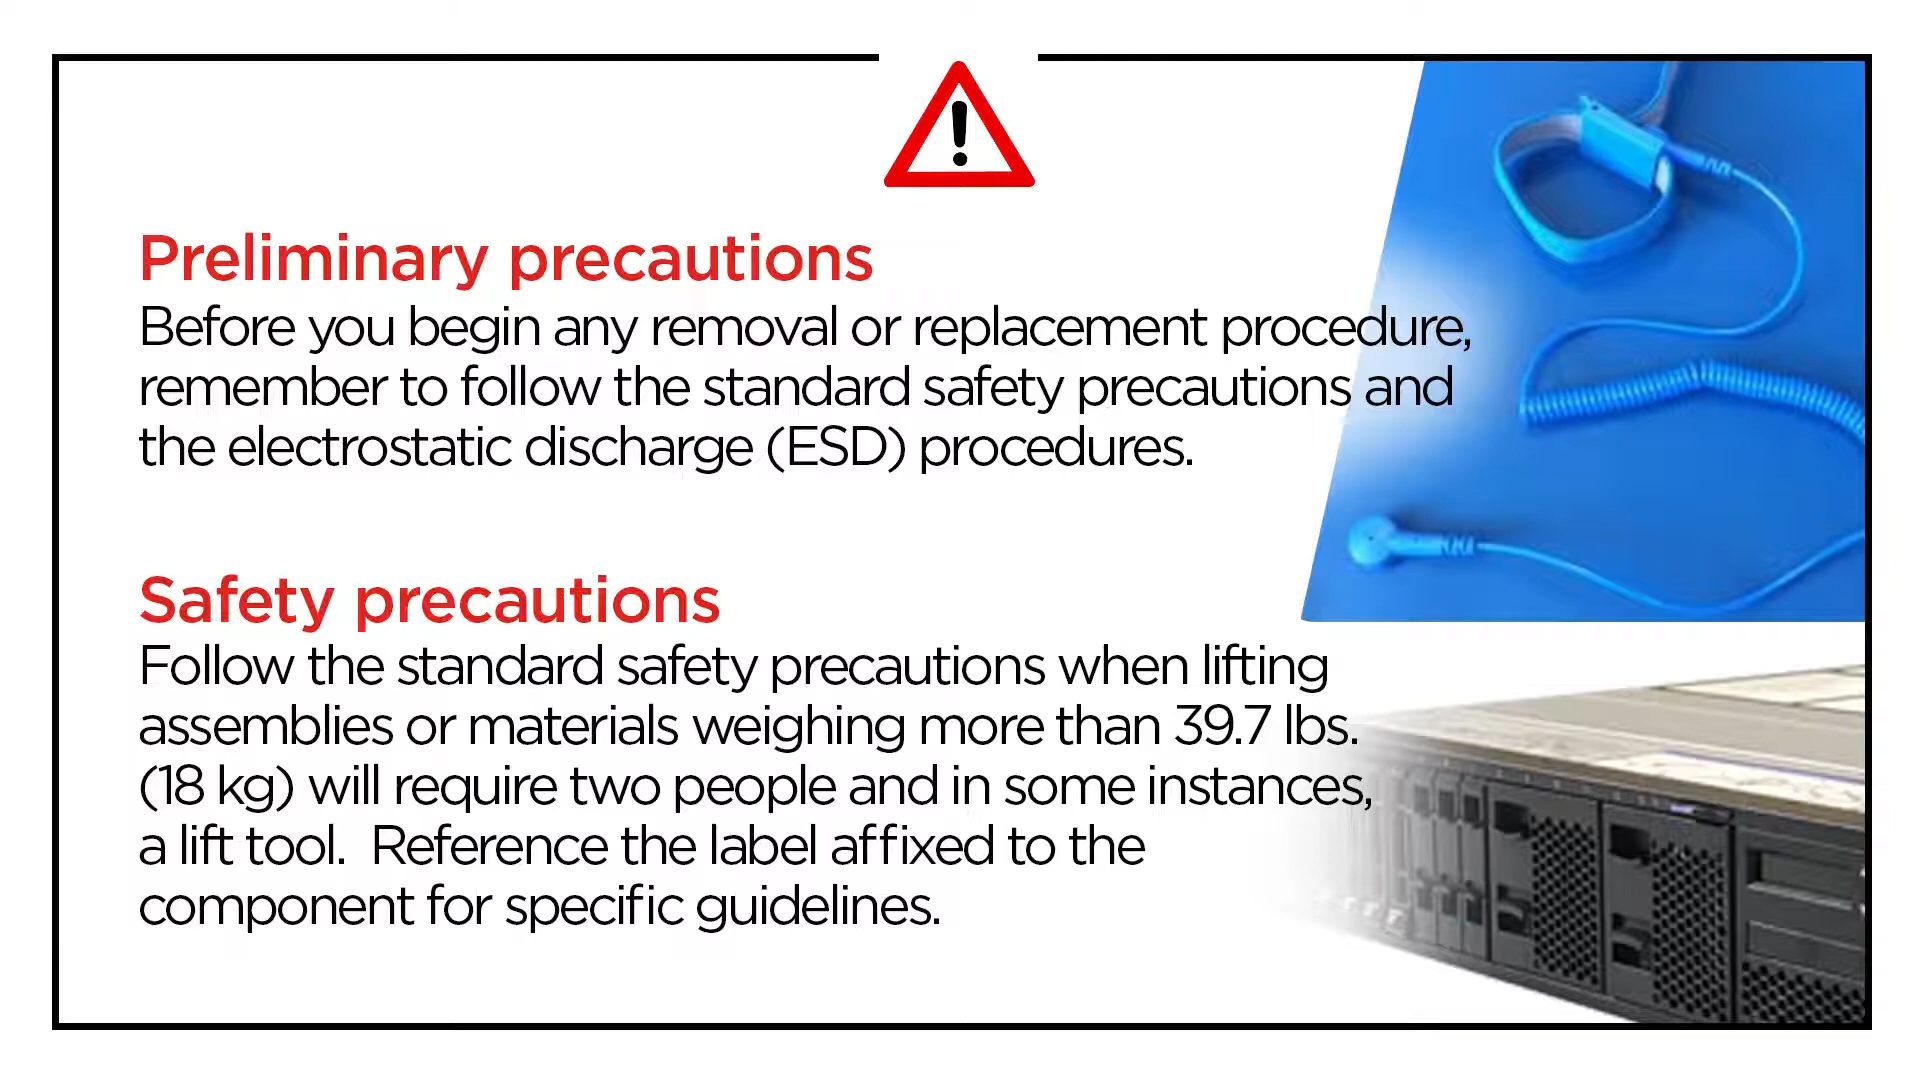 Preliminary precautions
Before you begin any removal or replacement procedure,
remember to follow the standard safety precautions and
the electrostatic discharge (ESD) procedures.
Safety precautions
Follow the standard safety precautions when lifting
assemblies or materials weighing more than 39.7 lbs.
(18 kg) will require two people and in some instances,
a lift tool.  Reference the label affixed to the
component for specific guidelines.